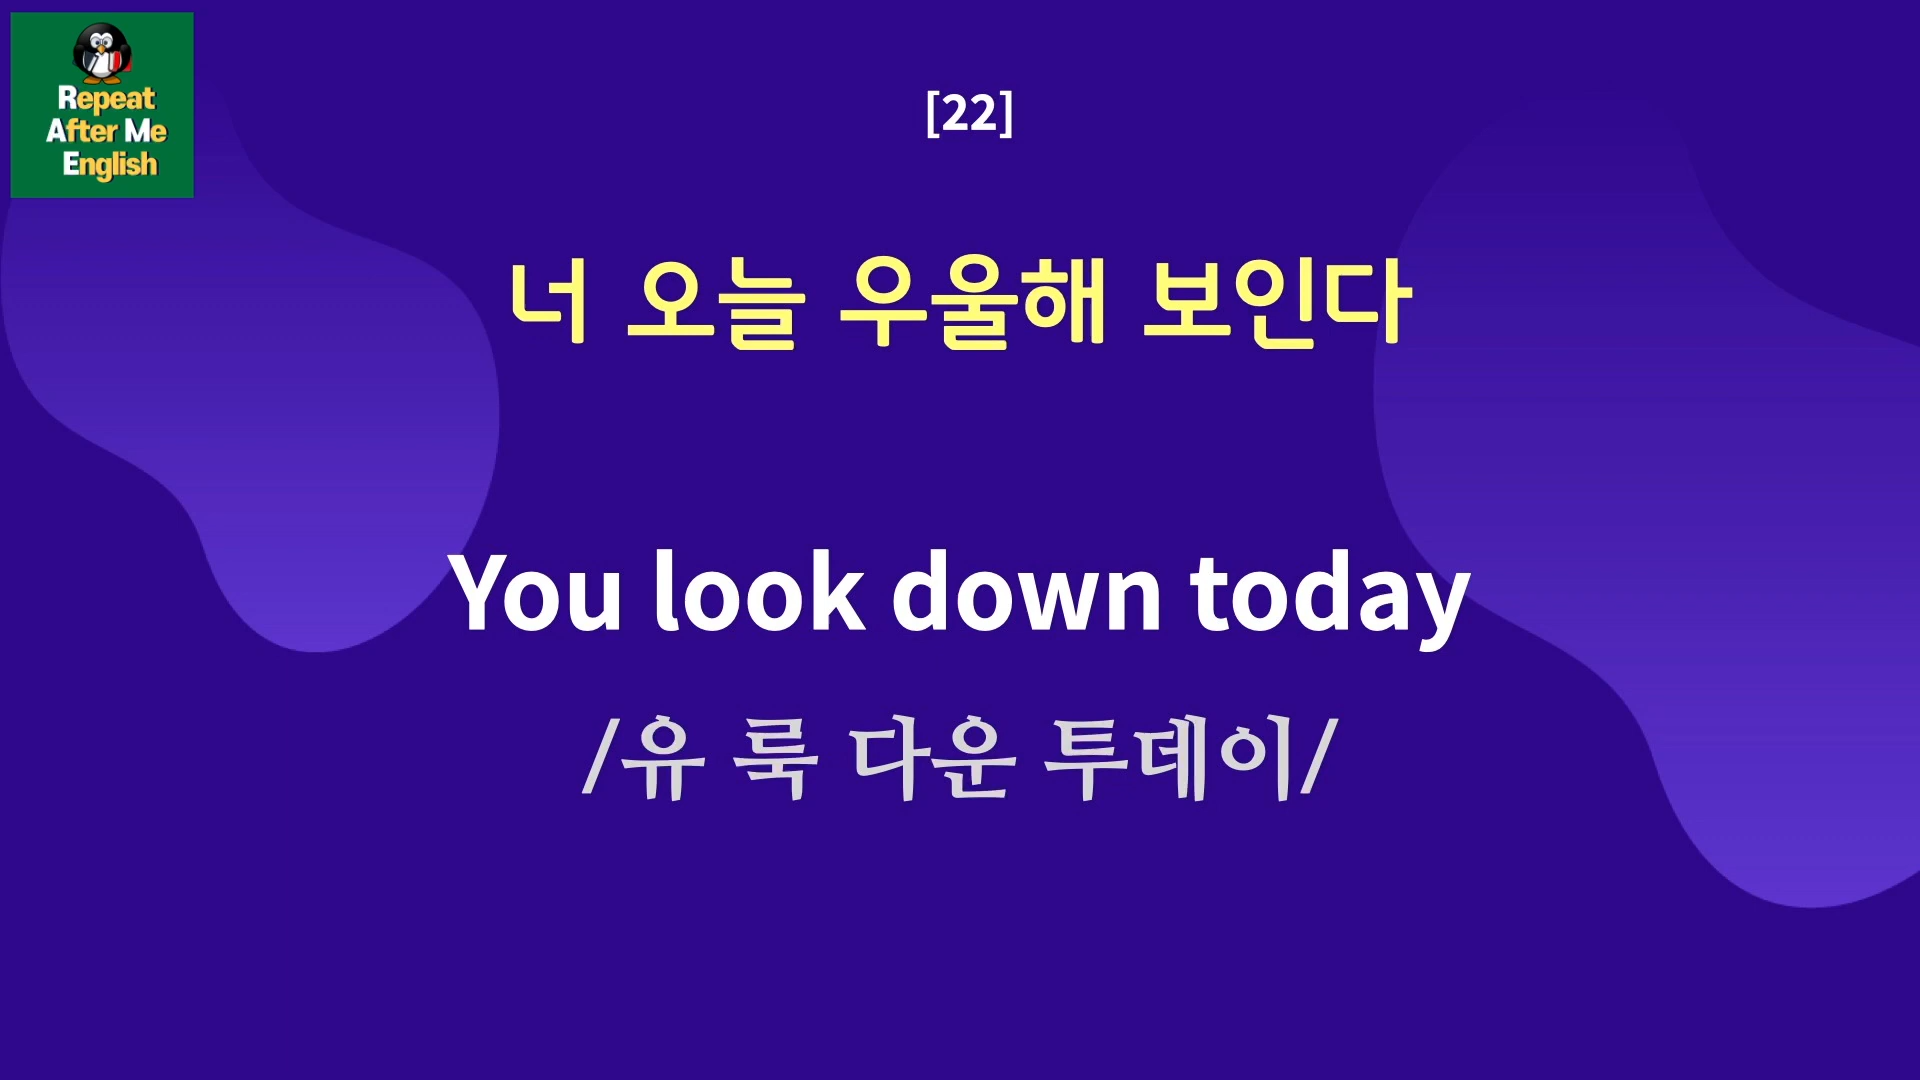 Repeat
After Me
English
[22]
너 오늘 우울해 보인다
You look down today
/유 룩 다운 투데이/